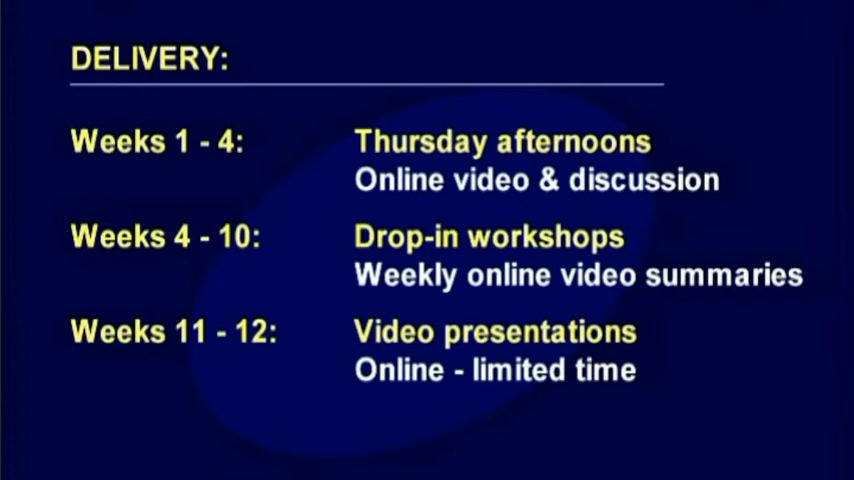 DELIVERY:
Weeks 1 - 4: Thursday afternoons
Online video & discussion
Weeks 4 - 10: Drop-in workshops
Weekly online video summaries
Weeks 11 - 12: Video presentations
Online - limited time